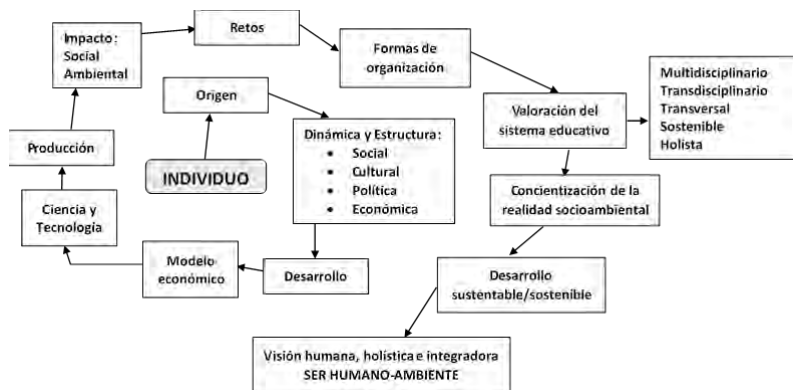 Impacto:
Social
Ambiental
Retos
Formas de
organización
Multidisciplinario
Transdisciplinario
Transversal
Sostenible
Holista
Origen
Valoración del
sistema educativo
Dinámica y Estructura:
• Social
• Cultural
• Política
• Económica
Producción
INDIVIDUO
Concientización de la
realidad socioambiental
Ciencia y
Tecnología
Modelo
económico
Desarrollo
Desarrollo
sustentable/sostenible
Visión humana, holística e integradora
SER HUMANO-AMBIENTE